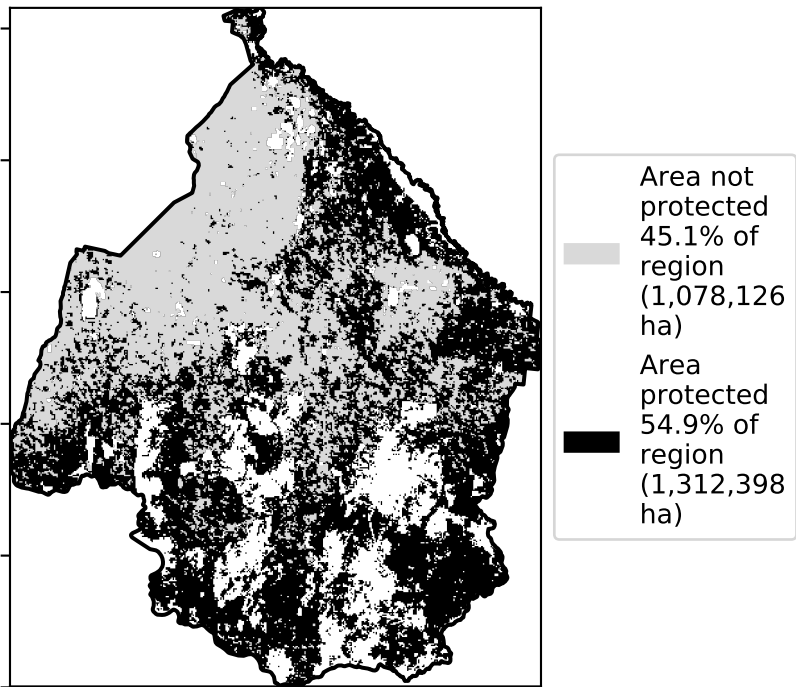 Area not
protected
45.1% of
region
(1,078,126
ha)
Area
protected
54.9% of
region
(1,312,398
ha)